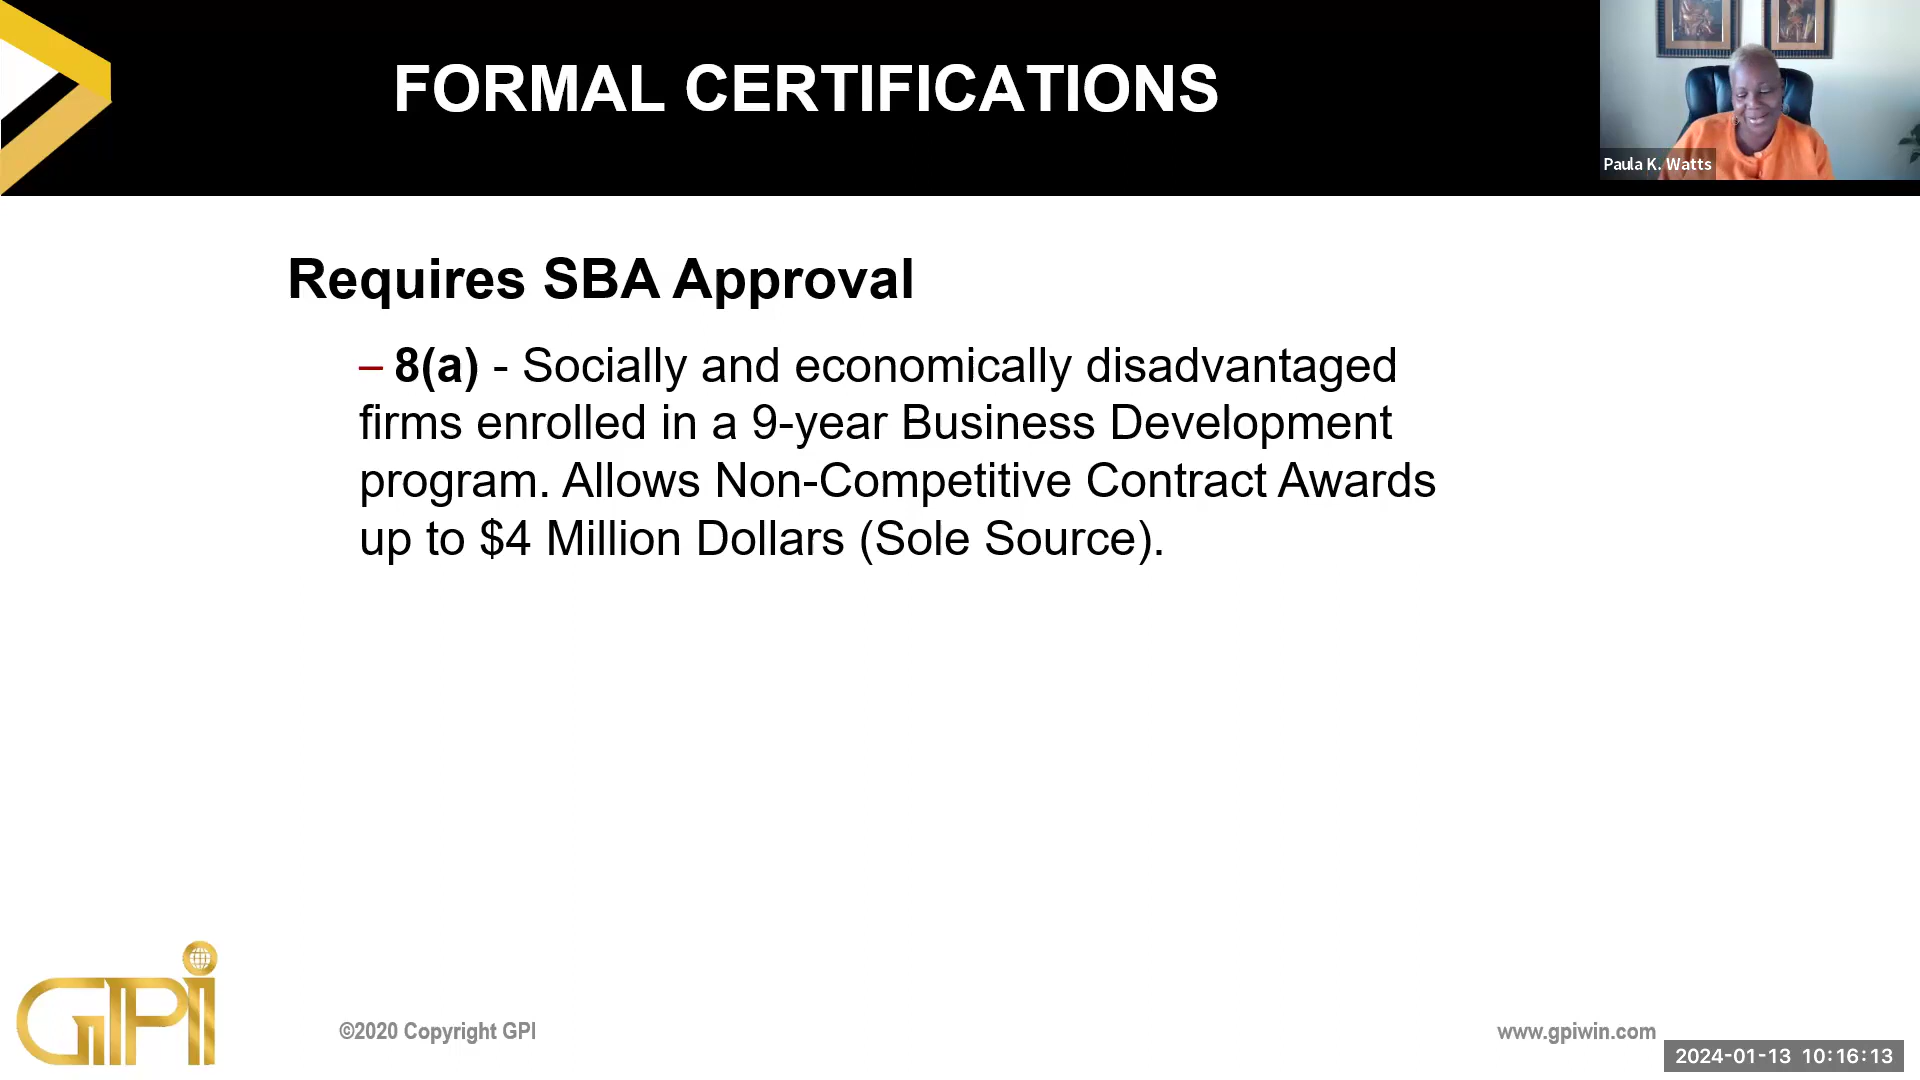 FORMAL CERTIFICATIONS
Paula K. Watts
Requires SBA Approval
– 8(a) - Socially and economically disadvantaged
firms enrolled in a 9-year Business Development
program. Allows Non-Competitive Contract Awards
up to $4 Million Dollars (Sole Source).
GPi
©2020 Copyright GPI
www.gpiwin.com
2024-01-13 10:16:13